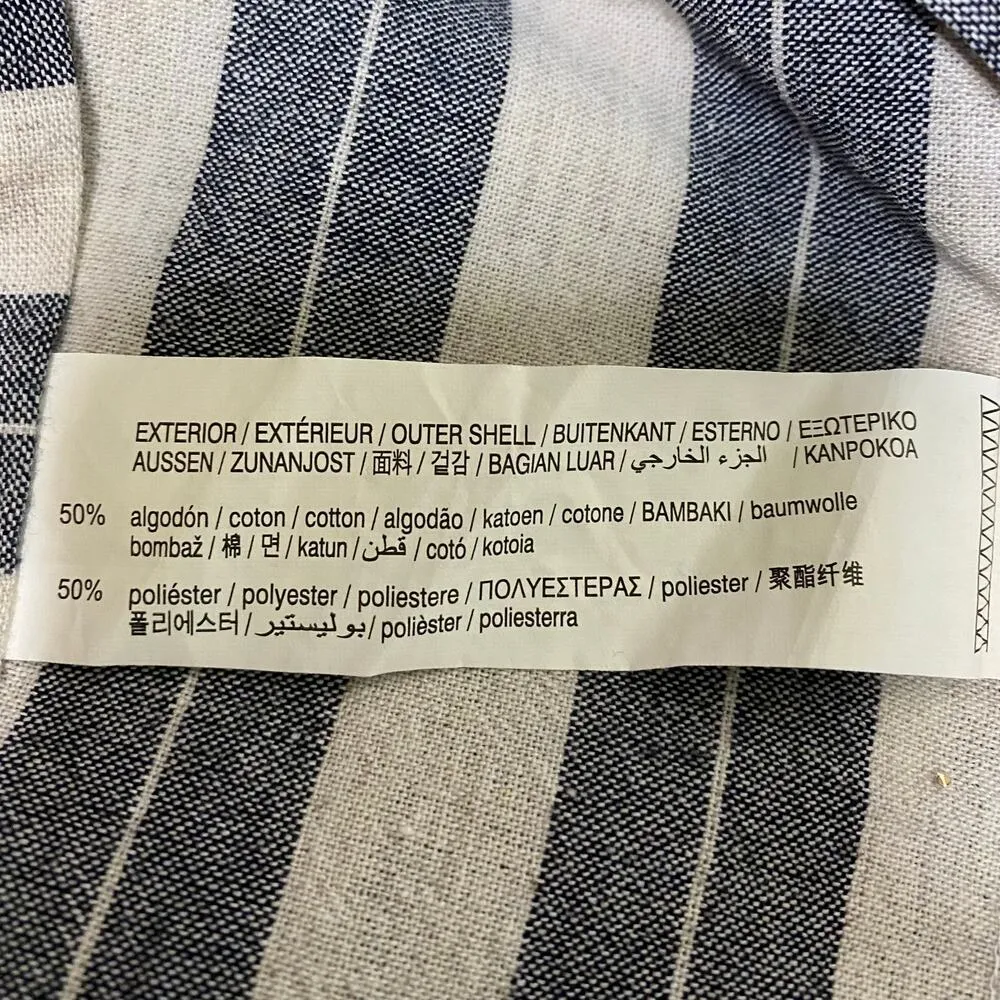 EXTERIOR / EXTÉRIEUR / OUTER SHELL / BUITENKANT / ESTERNO / ΕΞΩΤΕΡΙΚΟ
AUSSEN / ZUNANJOST / 面料 / 겉감 / BAGIAN LUAR / الجزء الخارجي / KANPOKOA
50% algodón / coton / cotton / algodão / katoen / cotone / BAMBAKI / baumwolle
bombaž / 棉 / 면 / katun / قطن / cotó / kotoia
50% poliéster / polyester / poliestere / ΠΟΛΥΕΣΤΕΡΑΣ / poliester / 聚酯纤维
폴리에스터 / بوليستير / polièster / poliesterra